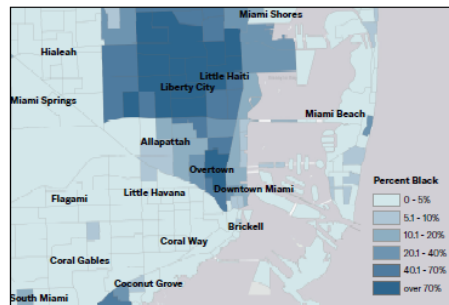 Miami Shores
Hialeah
Little Haiti
Liberty City
Miami Springs
Miami Beach
Allapattah
Overtown
Little Havana
Downtown Miami
Flagami
Brickell
Coral Way
Coral Gables
Coconut Grove
South Miami
Percent Black
0 - 5%
5.1 - 10%
10.1 - 20%
20.1 - 40%
40.1 - 70%
over 70%